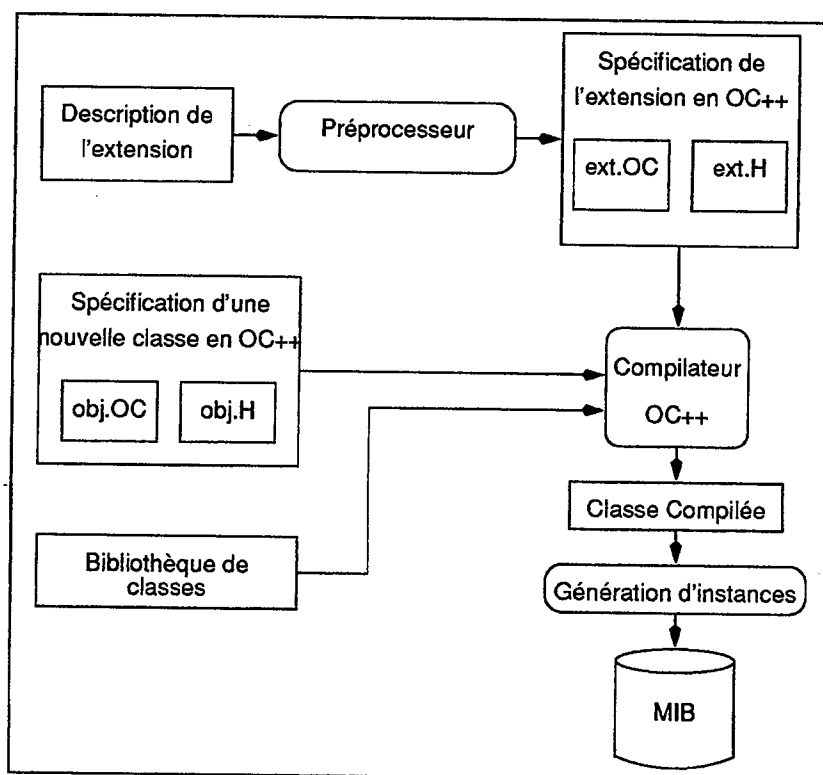 Spécification de
l'extension en OC++
Description de
l'extension
Préprocesseur
ext.OC
ext.H
Spécification d'une
nouvelle classe en OC++
obj.OC
obj.H
Compilateur
OC++
Classe Compilée
Bibliothèque de
classes
Génération d'instances
MIB